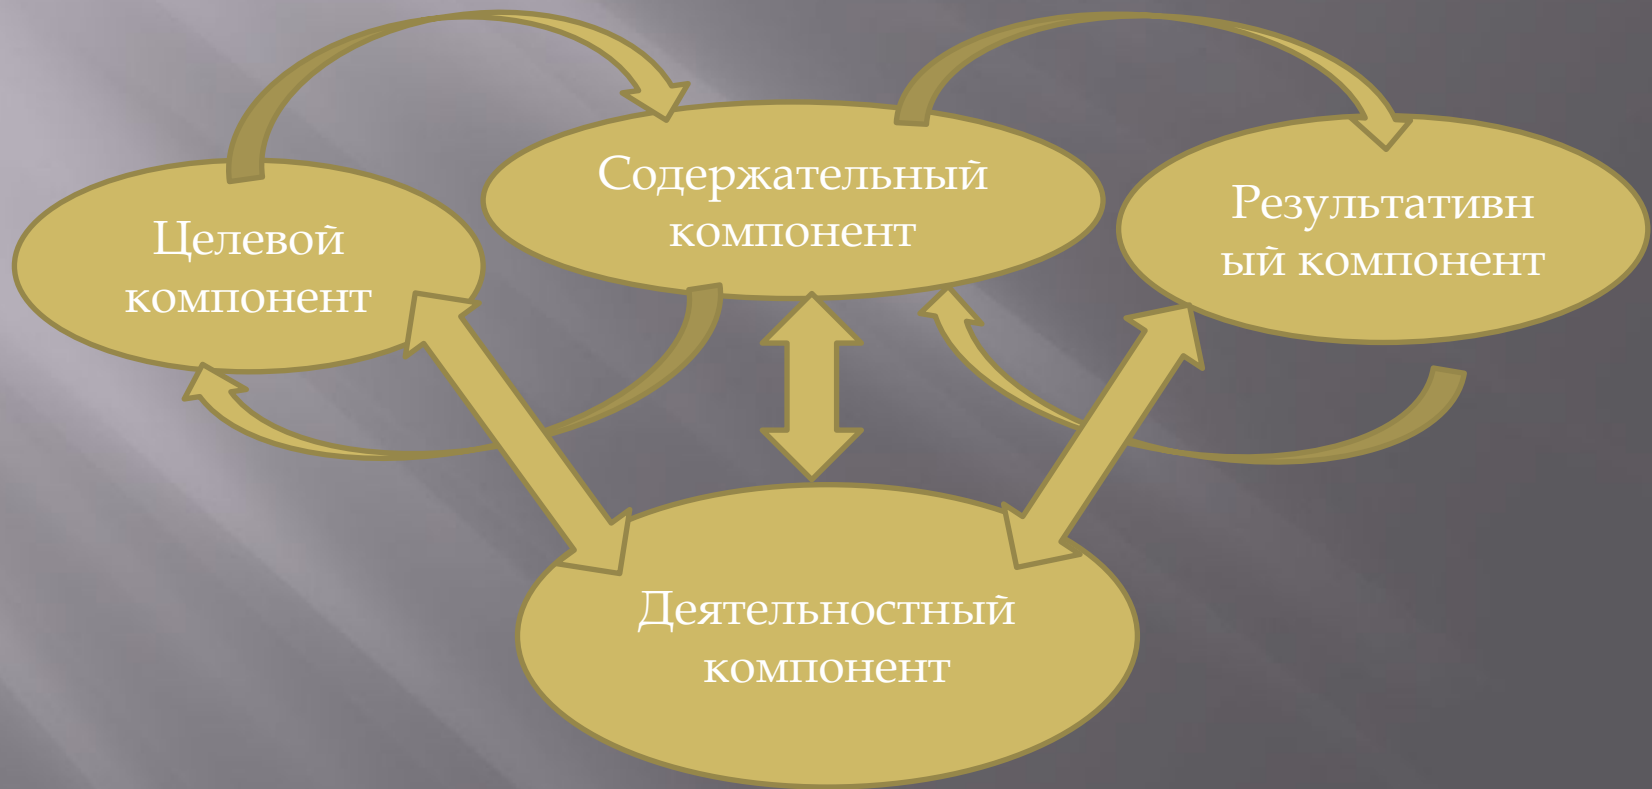 Целевой
компонент
Содержательный
компонент
Результативн
ый компонент
Деятельностный
компонент